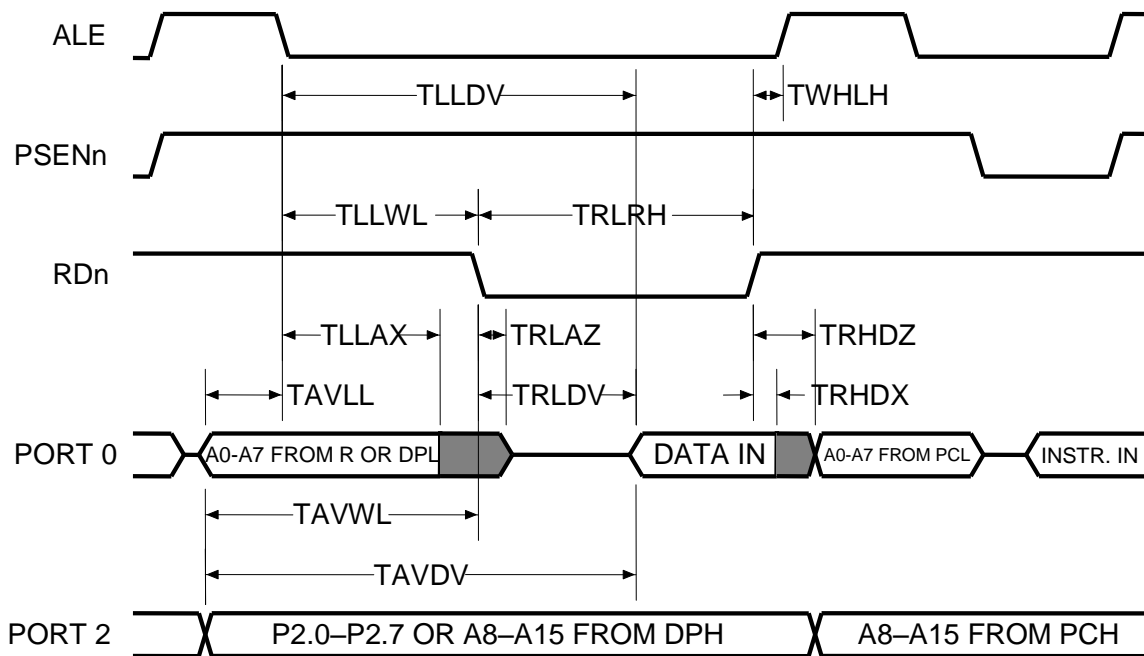 ALE
TLLDV
TWHLH
PSENn
TLLWL
TRLRH
RDn
TLLAX
TRLAZ
TRHDZ
TAVLL
TRLDV
TRHDX
PORT 0
A0-A7 FROM R OR DPL
DATA IN
A0-A7 FROM PCL
INSTR. IN
TAVWL
TAVDV
PORT 2
P2.0–P2.7 OR A8–A15 FROM DPH
A8–A15 FROM PCH